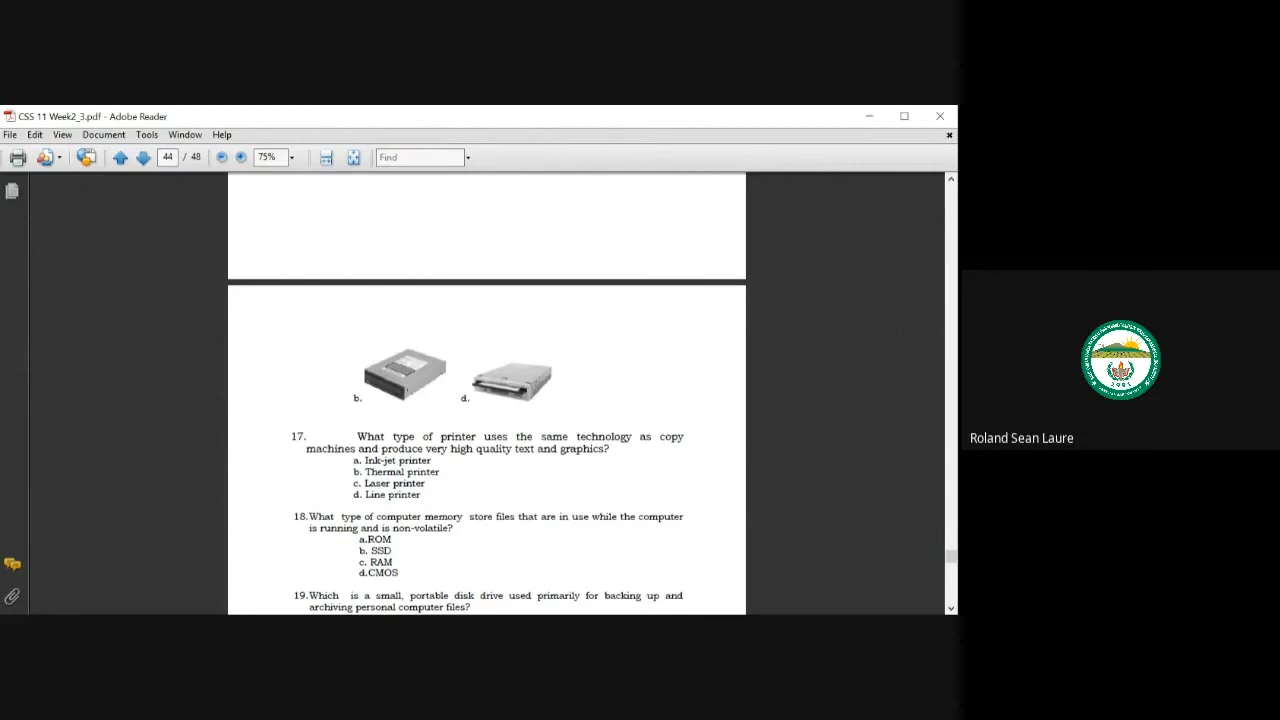 CSS 11 Week2_3.pdf - Adobe Reader
File Edit View Document Tools Window Help
44 / 48 75% Find
b. d.
17. What type of printer uses the same technology as copy
machines and produce very high quality text and graphics?
a. Ink-jet printer
b. Thermal printer
c. Laser printer
d. Line printer
18.What type of computer memory store files that are in use while the computer
is running and is non-volatile?
a.ROM
b. SSD
c. RAM
d.CMOS
19.Which is a small, portable disk drive used primarily for backing up and
archiving personal computer files?
Roland Sean Laure